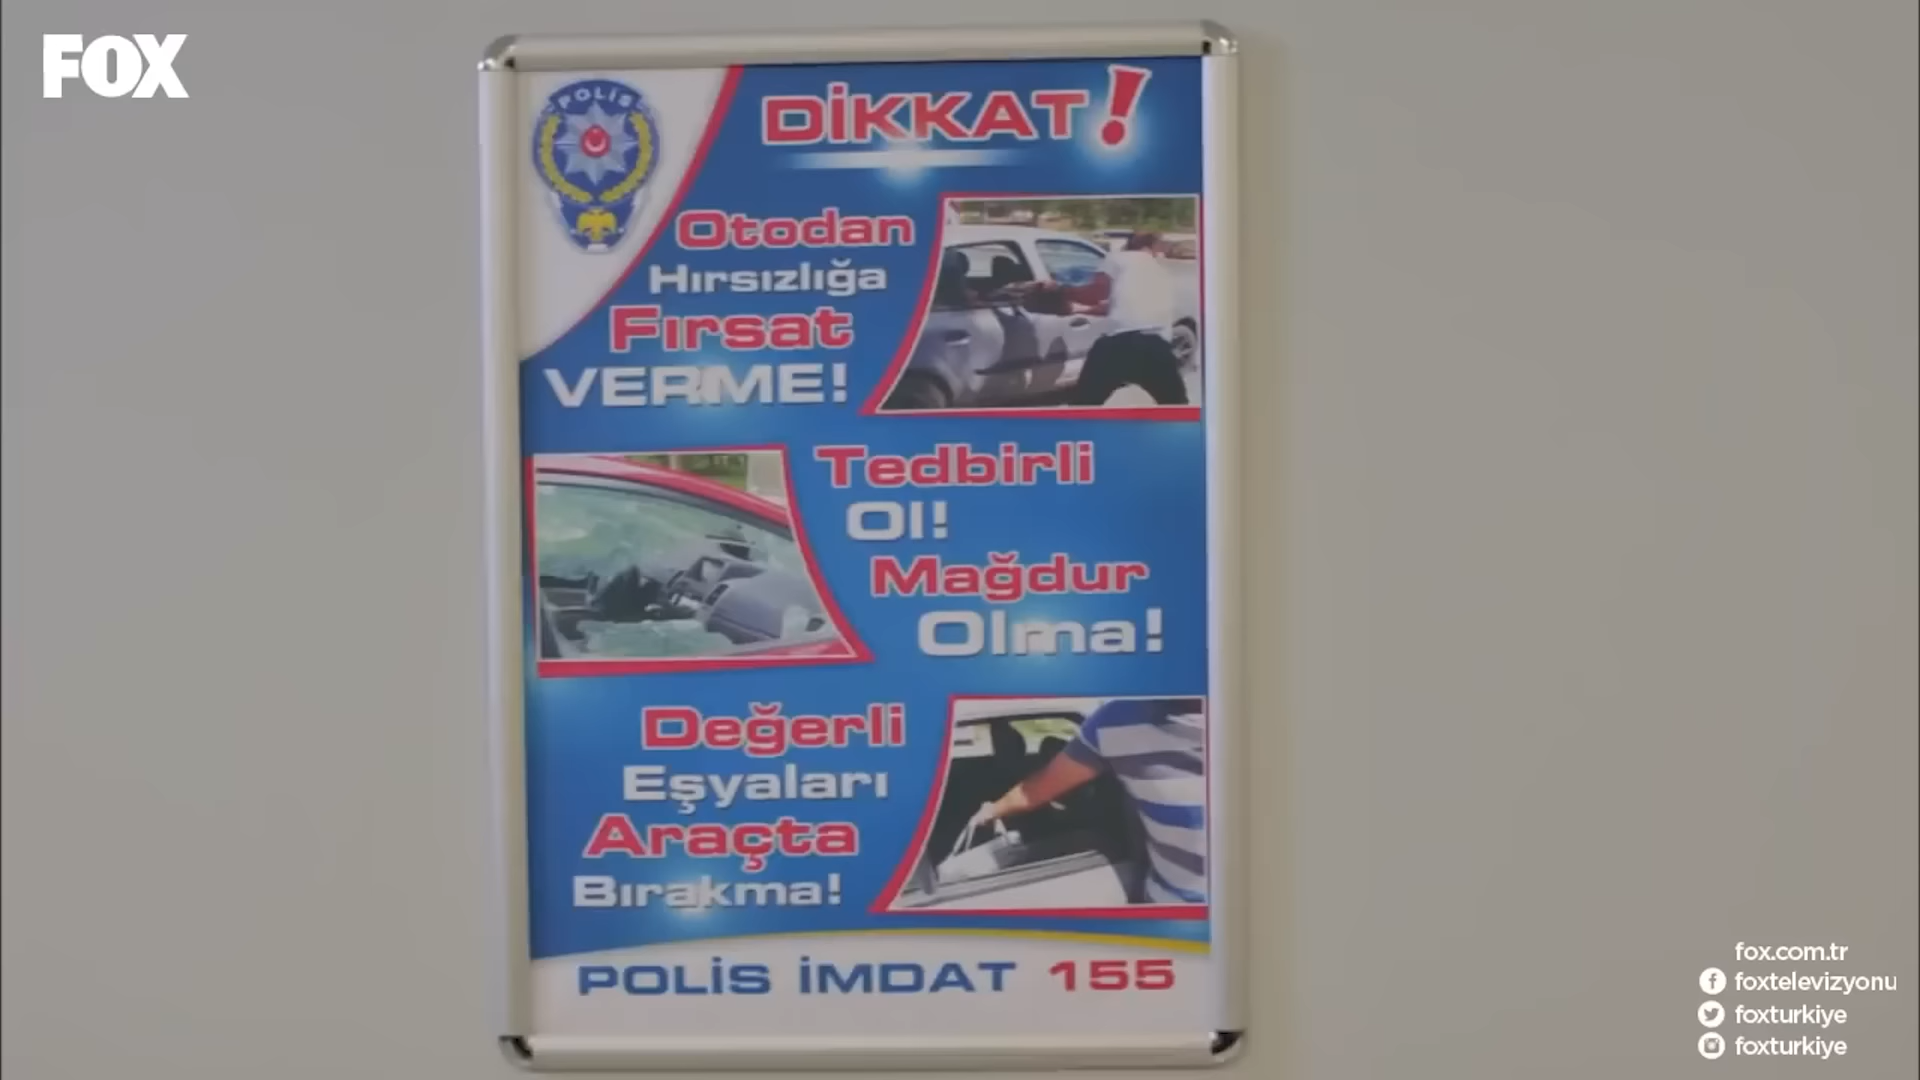 FOX
POLİS
DİKKAT!
Otodan
Hırsızlığa
Fırsat
VERME!
Tedbirli
Ol!
Mağdur
Olma!
Değerli
Eşyaları
Araçta
Bırakma!
POLİS İMDAT 155
fox.com.tr
foxtelevizyonu
foxturkiye
foxturkiye